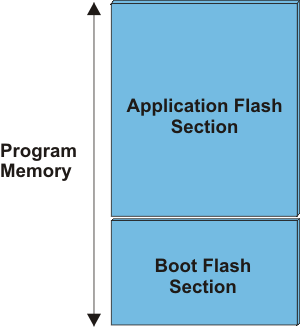 Application Flash
Section
Program
Memory
Boot Flash
Section